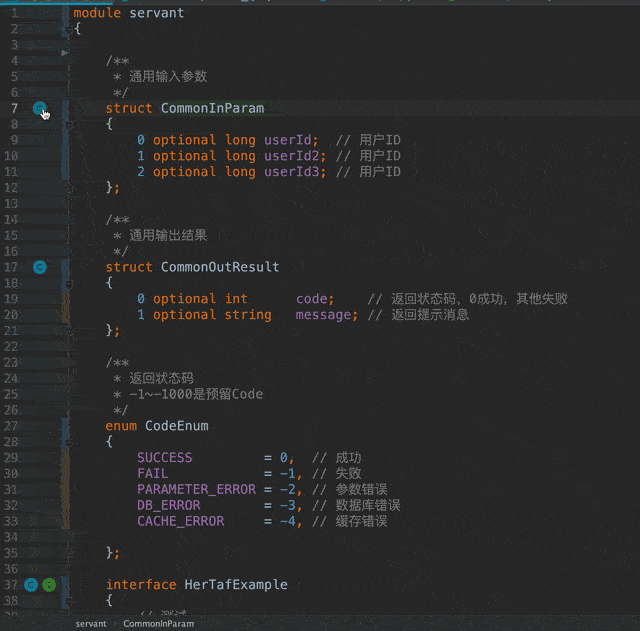 1 module servant
2 {
3
4 /**
5 * 通用输入参数
6 */
7 struct CommonInParam
8 {
9 0 optional long userId; // 用户ID
10 1 optional long userId2; // 用户ID
11 2 optional long userId3; // 用户ID
12 };
13
14 /**
15 * 通用输出结果
16 */
17 struct CommonOutResult
18 {
19 0 optional int code; // 返回状态码、0成功，其他失败
20 1 optional string message; // 返回提示消息
21 };
22
23 /**
24 * 返回状态码
25 * -1~-1000是预留Code
26 */
27 enum CodeEnum
28 {
29 SUCCESS = 0, // 成功
30 FAIL = -1, // 失败
31 PARAMETER_ERROR = -2, // 参数错误
32 DB_ERROR = -3, // 数据库错误
33 CACHE_ERROR = -4, // 缓存错误
34
35 };
36
37 interface HerTafExample
38 {
39 // 测试
servant › CommonInParam